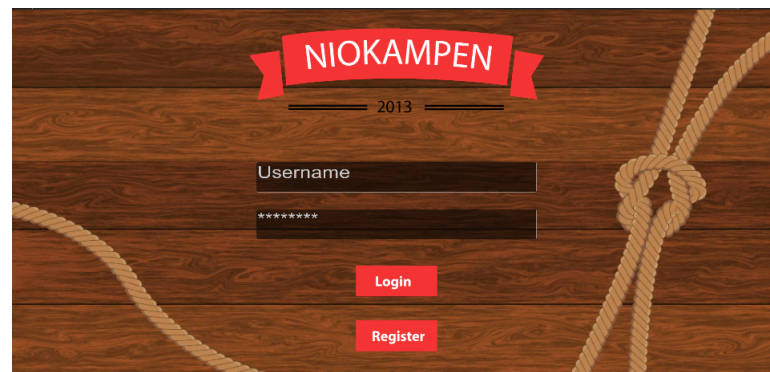 NIOKAMPEN
2013
Username
********
Login
Register